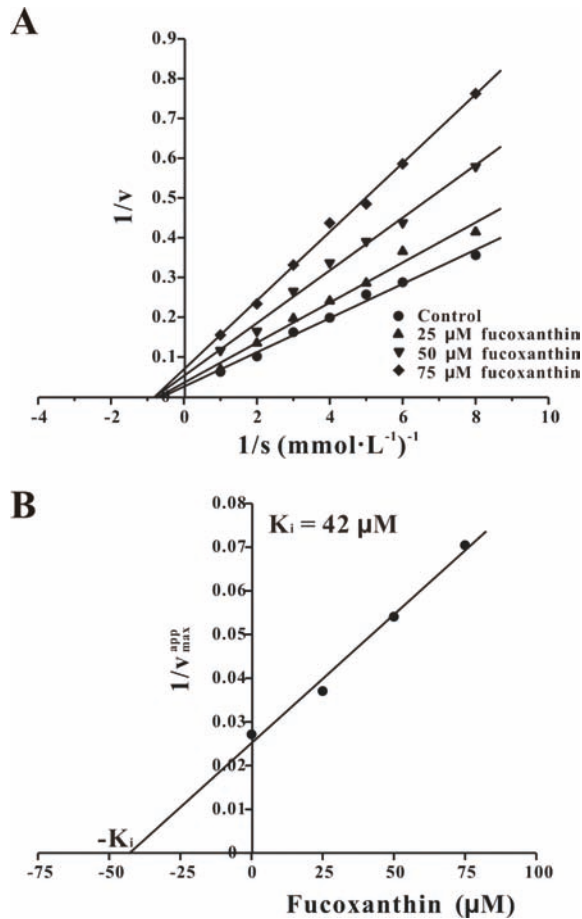 A
0.9
0.8
0.7
0.6
0.5
0.4
0.3
0.2
0.1
1/v
Control
25 μM fucoxanthin
50 μM fucoxanthin
75 μM fucoxanthin
-4 -2 0 2 4 6 8 10
1/s (mmol·L⁻¹)⁻¹
B
0.08
0.07
0.06
0.05
0.04
0.03
0.02
0.01
0
Kᵢ = 42 μM
1/v app max
-Kᵢ
-75 -50 -25 0 25 50 75 100
Fucoxanthin (μM)